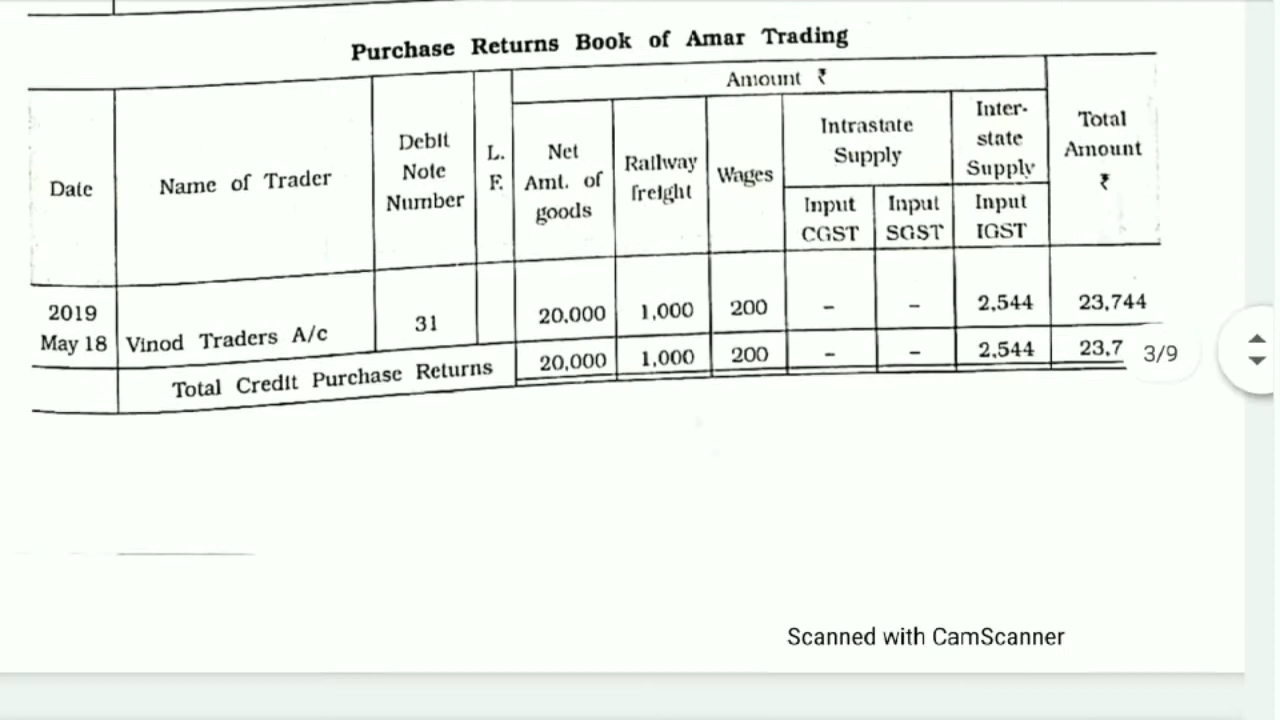 Purchase Returns Book of Amar Trading
Date
Name of Trader
Debit
Note
Number
L.
F.
Amount ₹
Net
Amt. of
goods
Railway
freight
Wages
Intrastate
Supply
Input
CGST
Input
SGST
Inter-
state
Supply
Input
IGST
Total
Amount
₹
2019
May 18 Vinod Traders A/c 31 20,000 1,000 200 – – 2,544 23,744
Total Credit Purchase Returns 20,000 1,000 200 – – 2,544 23,7
3/9
Scanned with CamScanner